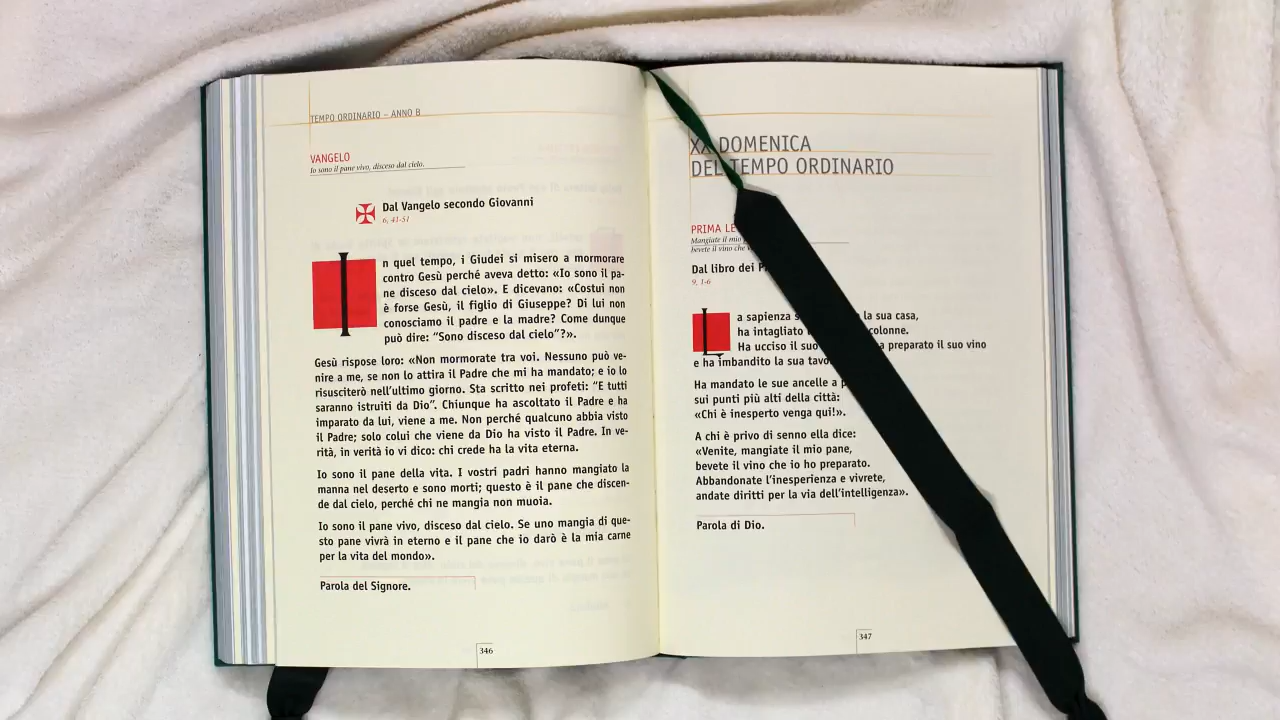 TEMPO ORDINARIO – ANNO B
VANGELO
Io sono il pane vivo, disceso dal cielo.
Dal Vangelo secondo Giovanni
6, 41-51
In quel tempo, i Giudei si misero a mormorare
contro Gesù perché aveva detto: «Io sono il pa-
ne disceso dal cielo». E dicevano: «Costui non
è forse Gesù, il figlio di Giuseppe? Di lui non
conosciamo il padre e la madre? Come dunque
può dire: “Sono disceso dal cielo”?».
Gesù rispose loro: «Non mormorate tra voi. Nessuno può ve-
nire a me, se non lo attira il Padre che mi ha mandato; e io lo
risusciterò nell’ultimo giorno. Sta scritto nei profeti: “E tutti
saranno istruiti da Dio”. Chiunque ha ascoltato il Padre e ha
imparato da lui, viene a me. Non perché qualcuno abbia visto
il Padre; solo colui che viene da Dio ha visto il Padre. In ve-
rità, in verità io vi dico: chi crede ha la vita eterna.
Io sono il pane della vita. I vostri padri hanno mangiato la
manna nel deserto e sono morti; questo è il pane che discen-
de dal cielo, perché chi ne mangia non muoia.
Io sono il pane vivo, disceso dal cielo. Se uno mangia di que-
sto pane vivrà in eterno e il pane che io darò è la mia carne
per la vita del mondo».
Parola del Signore.
346
XX DOMENICA
DEL TEMPO ORDINARIO
PRIMA
Mangiate il mio
bevete il vino che
Dal libro dei
9, 1-6
La sapienza la sua casa,
ha intagliato colonne.
Ha ucciso il suo preparato il suo vino
e ha imbandito la sua
Ha mandato le sue ancelle a
sui punti più alti della città:
«Chi è inesperto venga qui!».
A chi è privo di senno ella dice:
«Venite, mangiate il mio pane,
bevete il vino che io ho preparato.
Abbandonate l’inesperienza e vivrete,
andate diritti per la via dell’intelligenza».
Parola di Dio.
347